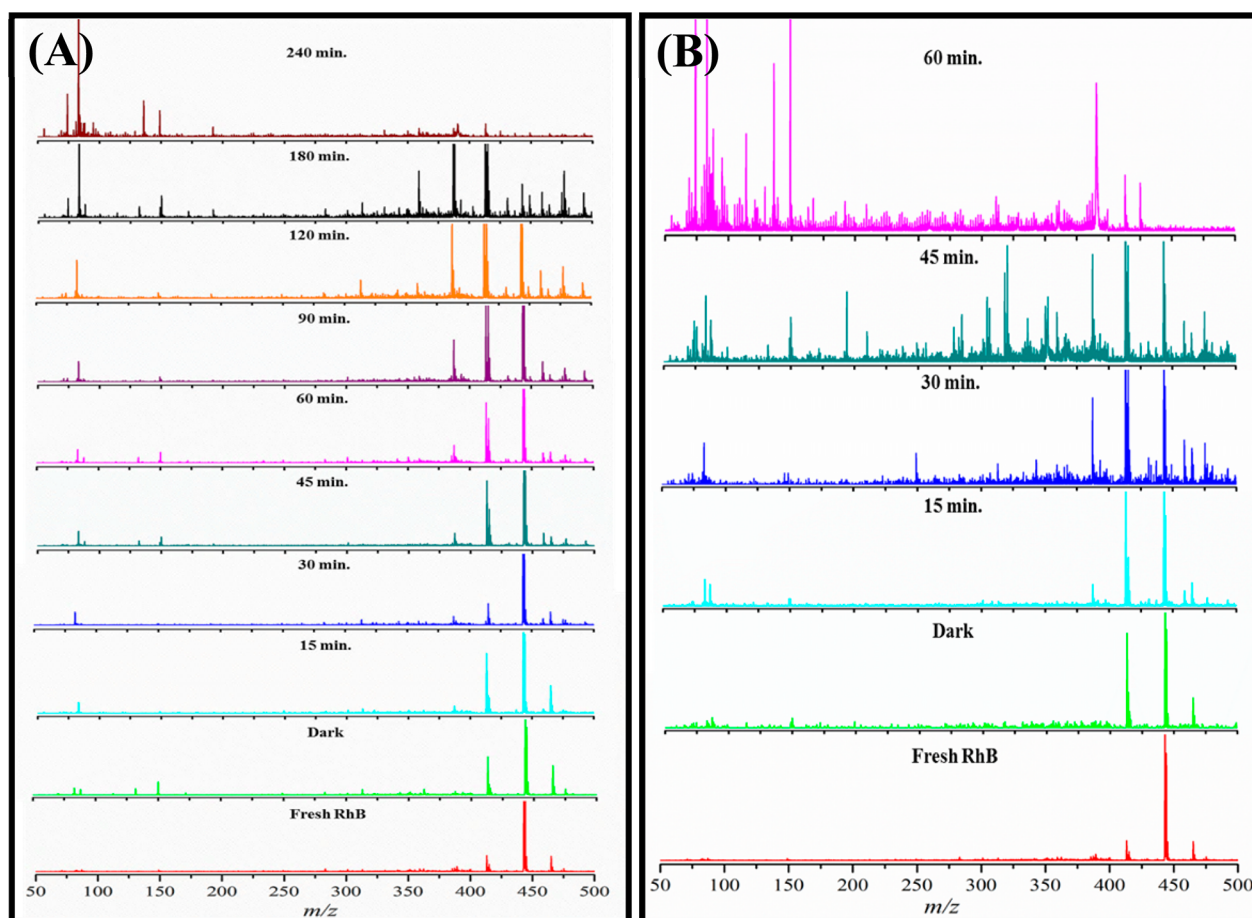 (A)
240 min.
180 min.
120 min.
90 min.
60 min.
45 min.
30 min.
15 min.
Dark
Fresh RhB
50 100 150 200 250 300 350 400 450 500
m/z
(B)
60 min.
45 min.
30 min.
15 min.
Dark
Fresh RhB
50 100 150 200 250 300 350 400 450 500
m/z